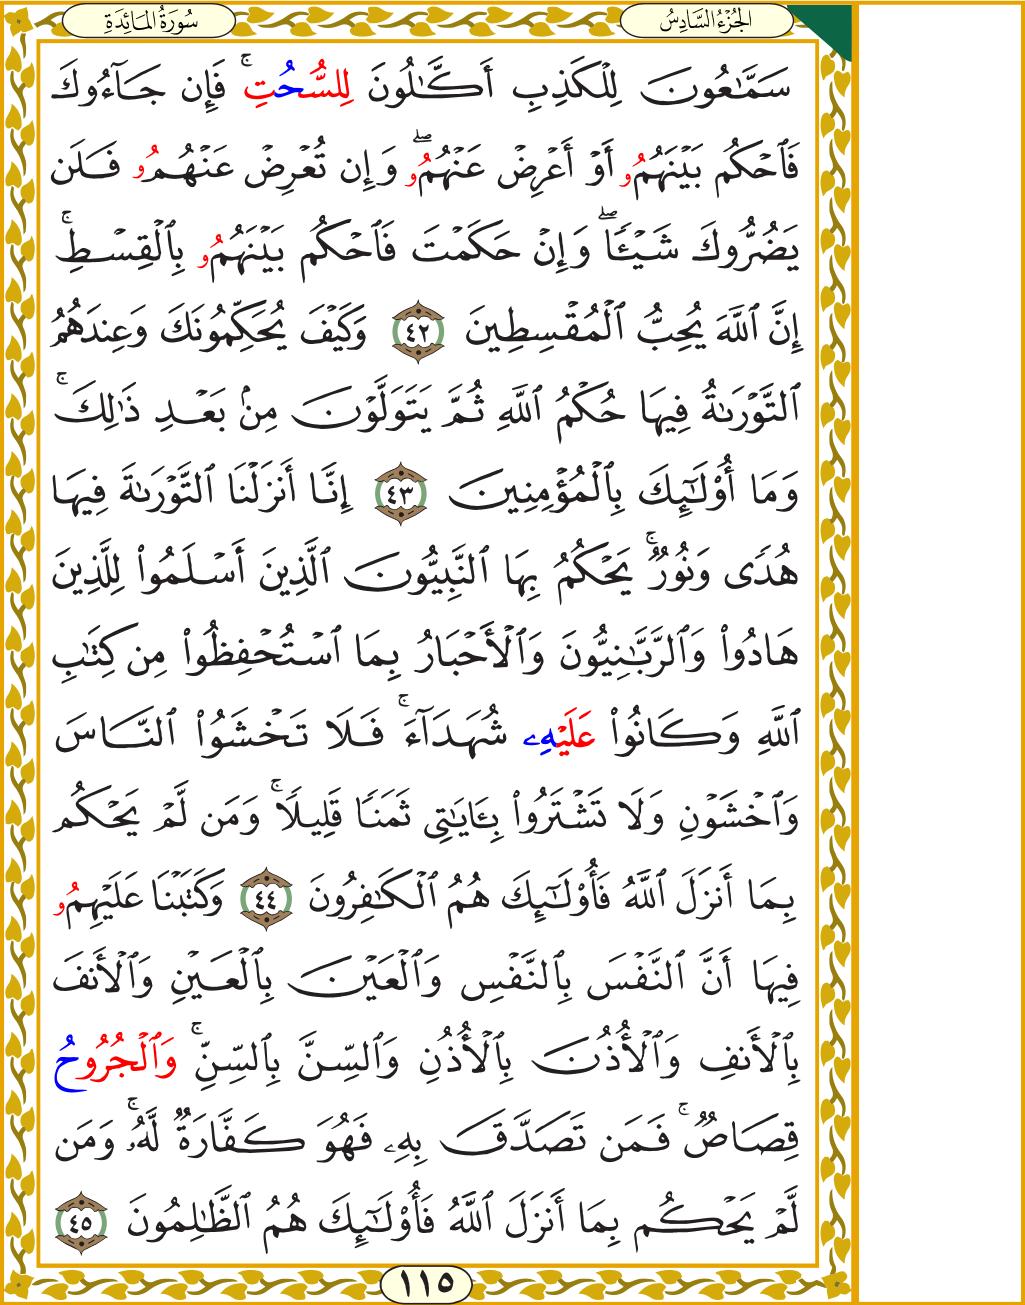 الجُزْءُ السَّادِسُ
سُورَةُ المَائِدَةِ
سَمَّٰعُونَ لِلۡكَذِبِ أَكَّٰلُونَ لِلسُّحُتِۚ فَإِن جَآءُوكَ
فَٱحۡكُم بَيۡنَهُمُۥ أَوۡ أَعۡرِضۡ عَنۡهُمُۥۖ وَإِن تُعۡرِضۡ عَنۡهُمُۥ فَلَن
يَضُرُّوكَ شَيۡـٔٗاۖ وَإِنۡ حَكَمۡتَ فَٱحۡكُم بَيۡنَهُمُۥ بِٱلۡقِسۡطِۚ
إِنَّ ٱللَّهَ يُحِبُّ ٱلۡمُقۡسِطِينَ ٤٢ وَكَيۡفَ يُحَكِّمُونَكَ وَعِندَهُمُ
ٱلتَّوۡرَىٰةُ فِيهَا حُكۡمُ ٱللَّهِ ثُمَّ يَتَوَلَّوۡنَ مِنۢ بَعۡدِ ذَٰلِكَۚ
وَمَا أُوْلَٰٓئِكَ بِٱلۡمُؤۡمِنِينَ ٤٣ إِنَّا أَنزَلۡنَا ٱلتَّوۡرَىٰةَ فِيهَا
هُدٗى وَنُورٞۚ يَحۡكُمُ بِهَا ٱلنَّبِيُّونَ ٱلَّذِينَ أَسۡلَمُواْ لِلَّذِينَ
هَادُواْ وَٱلرَّبَّٰنِيُّونَ وَٱلۡأَحۡبَارُ بِمَا ٱسۡتُحۡفِظُواْ مِن كِتَٰبِ
ٱللَّهِ وَكَانُواْ عَلَيۡهِۦ شُهَدَآءَۚ فَلَا تَخۡشَوُاْ ٱلنَّاسَ
وَٱخۡشَوۡنِ وَلَا تَشۡتَرُواْ بِـَٔايَٰتِي ثَمَنٗا قَلِيلٗاۚ وَمَن لَّمۡ يَحۡكُم
بِمَا أَنزَلَ ٱللَّهُ فَأُوْلَٰٓئِكَ هُمُ ٱلۡكَٰفِرُونَ ٤٤ وَكَتَبۡنَا عَلَيۡهِمُۥ
فِيهَا أَنَّ ٱلنَّفۡسَ بِٱلنَّفۡسِ وَٱلۡعَيۡنَ بِٱلۡعَيۡنِ وَٱلۡأَنفَ
بِٱلۡأَنفِ وَٱلۡأُذُنَ بِٱلۡأُذُنِ وَٱلسِّنَّ بِٱلسِّنِّۚ وَٱلۡجُرُوحُ
قِصَاصٞۚ فَمَن تَصَدَّقَ بِهِۦ فَهُوَ كَفَّارَةٞ لَّهُۥۚ وَمَن
لَّمۡ يَحۡكُم بِمَا أَنزَلَ ٱللَّهُ فَأُوْلَٰٓئِكَ هُمُ ٱلظَّٰلِمُونَ ٤٥
١١٥